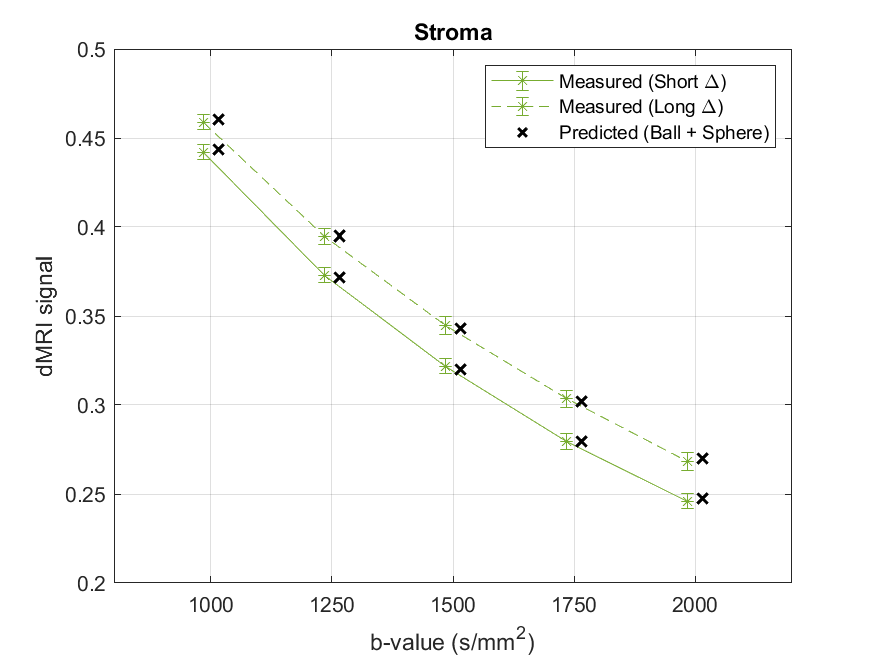 Stroma
0.5
0.45
0.4
0.35
0.3
0.25
0.2
dMRI signal
Measured (Short Δ)
Measured (Long Δ)
Predicted (Ball + Sphere)
1000 1250 1500 1750 2000
b-value (s/mm²)